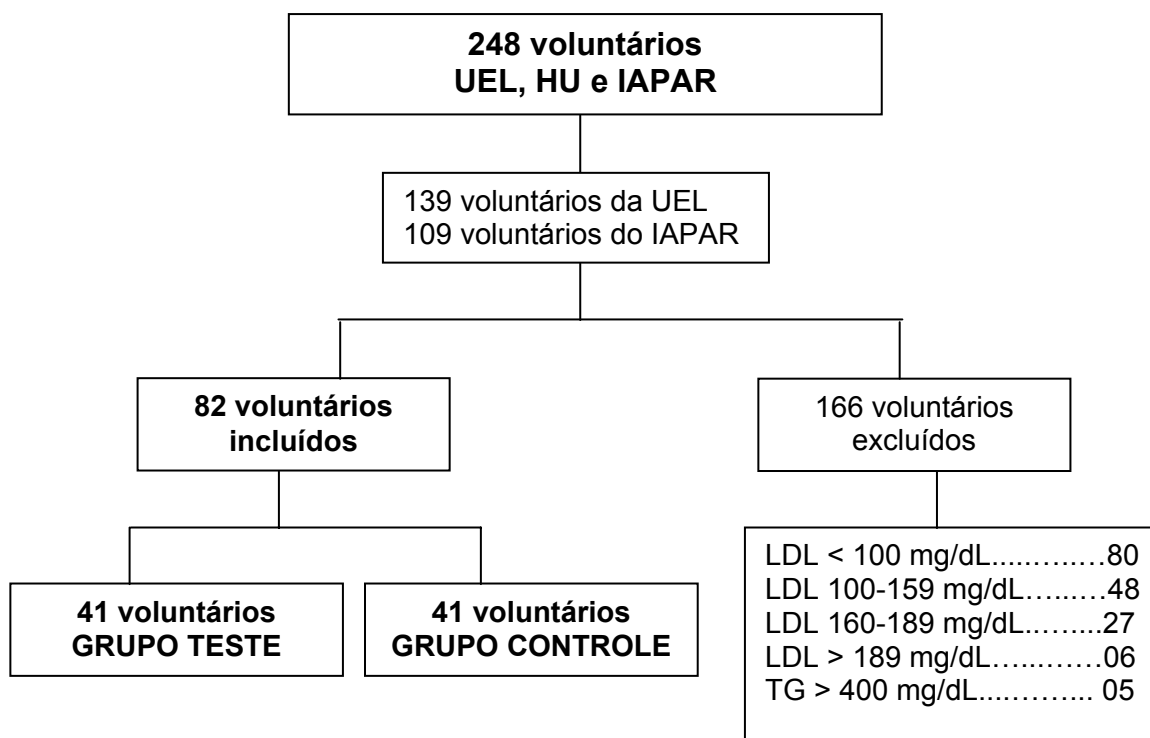 248 voluntários
UEL, HU e IAPAR
139 voluntários da UEL
109 voluntários do IAPAR
82 voluntários
incluídos
166 voluntários
excluídos
41 voluntários
GRUPO TESTE
41 voluntários
GRUPO CONTROLE
LDL < 100 mg/dL.....…..…80
LDL 100-159 mg/dL…...…48
LDL 160-189 mg/dL..…....27
LDL > 189 mg/dL…...……06
TG > 400 mg/dL....……... 05